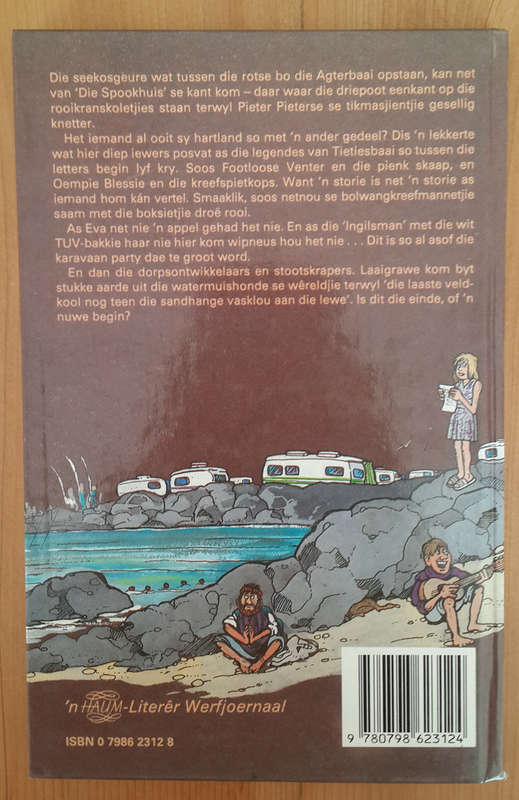 Die seekosgeure wat tussen die rotse bo die Agterbaai opstaan, kan net
van 'Die Spookhuis' se kant kom – daar waar die driepoot eenkant op die
rooikranskoletjies staan terwyl Pieter Pieterse se tikmasjientjie gesellig
knetter.
Het iemand al ooit sy hartland so met 'n ander gedeel? Dis 'n lekkerte
wat hier diep iewers posvat as die legendes van Tietiesbaai so tussen die
letters begin lyf kry. Soos Footloose Venter en die pienk skaap, en
Oempie Blessie en die kreefspietkops. Want 'n storie is net 'n storie as
iemand hom kán vertel. Smaaklik, soos netnou se bolwangkreefmannetjie
saam met die boksietjie droë rooi.
As Eva net nie 'n appel gehad het nie. En as die 'Ingilsman' met die wit
TUV-bakkie haar nie hier kom wipneus hou het nie . . . Dit is so al asof die
karavaan party dae te groot word.
En dan die dorpsontwikkelaars en stootskrapers. Laaigrawe kom byt
stukke aarde uit die watermuishonde se wêreldjie terwyl 'die laaste veld-
kool nog teen die sandhange vasklou aan die lewe'. Is dit die einde, of 'n
nuwe begin?
'n HAUM-Literêr Werfjoernaal
ISBN 0 7986 2312 8
9 780798 623124